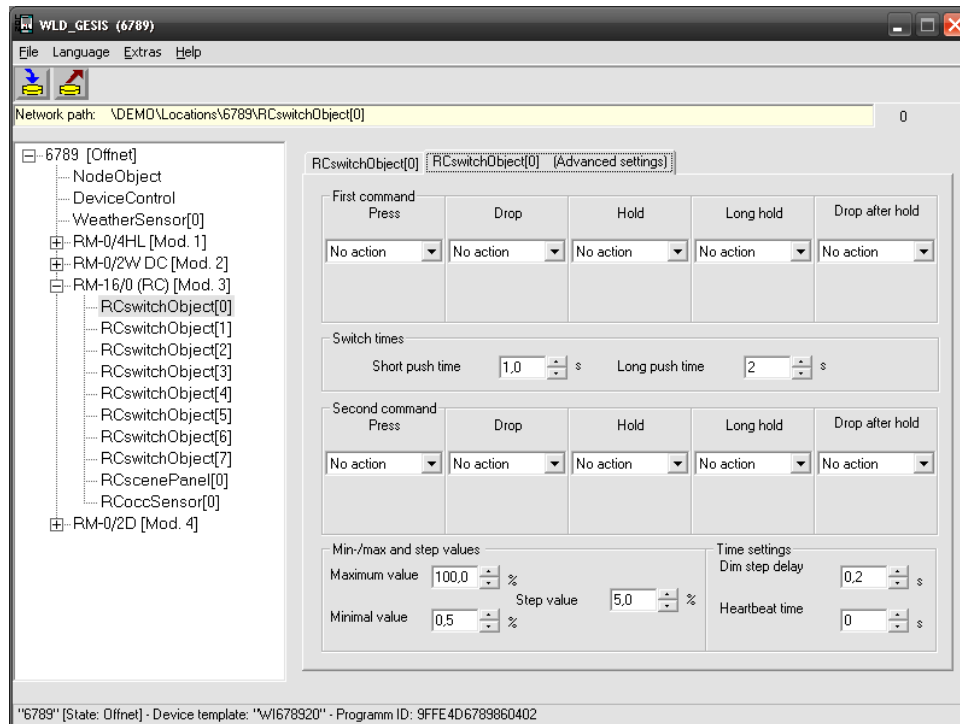 WLD_GESIS (6789)
File Language Extras Help
Network path: \DEMO\Locations\6789\RCswitchObject[0] 0
6789 [Offnet]
NodeObject
DeviceControl
WeatherSensor[0]
RM-0/4HL [Mod. 1]
RM-0/2W DC [Mod. 2]
RM-16/0 (RC) [Mod. 3]
RCswitchObject[0]
RCswitchObject[1]
RCswitchObject[2]
RCswitchObject[3]
RCswitchObject[4]
RCswitchObject[5]
RCswitchObject[6]
RCswitchObject[7]
RCscenePanel[0]
RCoccSensor[0]
RM-0/2D [Mod. 4]
RCswitchObject[0] RCswitchObject[0] (Advanced settings)
First command
Press Drop Hold Long hold Drop after hold
No action No action No action No action No action
Switch times
Short push time 1,0 s Long push time 2 s
Second command
Press Drop Hold Long hold Drop after hold
No action No action No action No action No action
Min-/max and step values
Maximum value 100,0 %
Step value 5,0 %
Minimal value 0,5 %
Time settings
Dim step delay 0,2 s
Heartbeat time 0 s
"6789" [State: Offnet] - Device template: "WI678920" - Programm ID: 9FFE4D6789860402